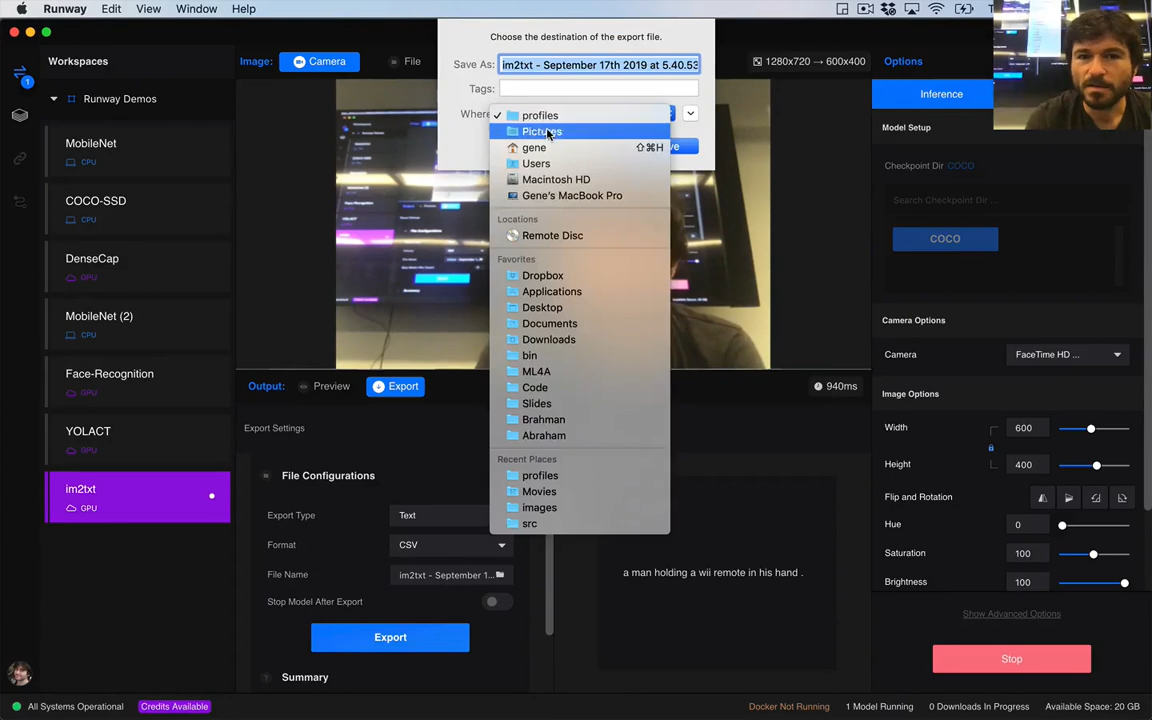 Runway File Edit View Window Help
Workspaces
Runway Demos
MobileNet
CPU
COCO-SSD
CPU
DenseCap
GPU
MobileNet (2)
CPU
Face-Recognition
GPU
YOLACT
GPU
im2txt
GPU
Image: Camera File
1280x720 → 600x400
Choose the destination of the export file.
Save As: im2txt - September 17th 2019 at 5.40.53
Tags:
Where
profiles
Pictures
gene ⇧⌘H
Users
Macintosh HD
Gene's MacBook Pro
Locations
Remote Disc
Favorites
Dropbox
Applications
Desktop
Documents
Downloads
bin
ML4A
Code
Slides
Brahman
Abraham
Recent Places
profiles
Movies
images
src
Output: Preview Export
940ms
Export Settings
File Configurations
Export Type Text
Format CSV
File Name im2txt - September 1...
Stop Model After Export
Export
Summary
a man holding a wii remote in his hand .
Options
Inference
Model Setup
Checkpoint Dir COCO
Search Checkpoint Dir ...
COCO
Camera Options
Camera FaceTime HD ...
Image Options
Width 600
Height 400
Flip and Rotation
Hue 0
Saturation 100
Brightness 100
Show Advanced Options
Stop
All Systems Operational Credits Available
Docker Not Running 1 Model Running 0 Downloads In Progress Available Space: 20 GB
1